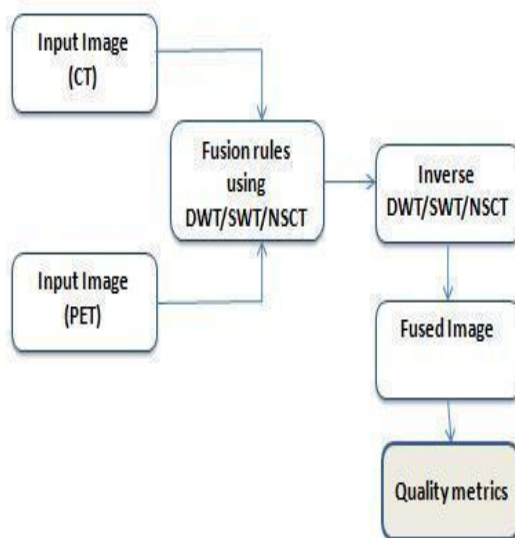 Input Image
(CT)
Fusion rules
using
DWT/SWT/NSCT
Inverse
DWT/SWT/NSCT
Input Image
(PET)
Fused Image
Quality metrics